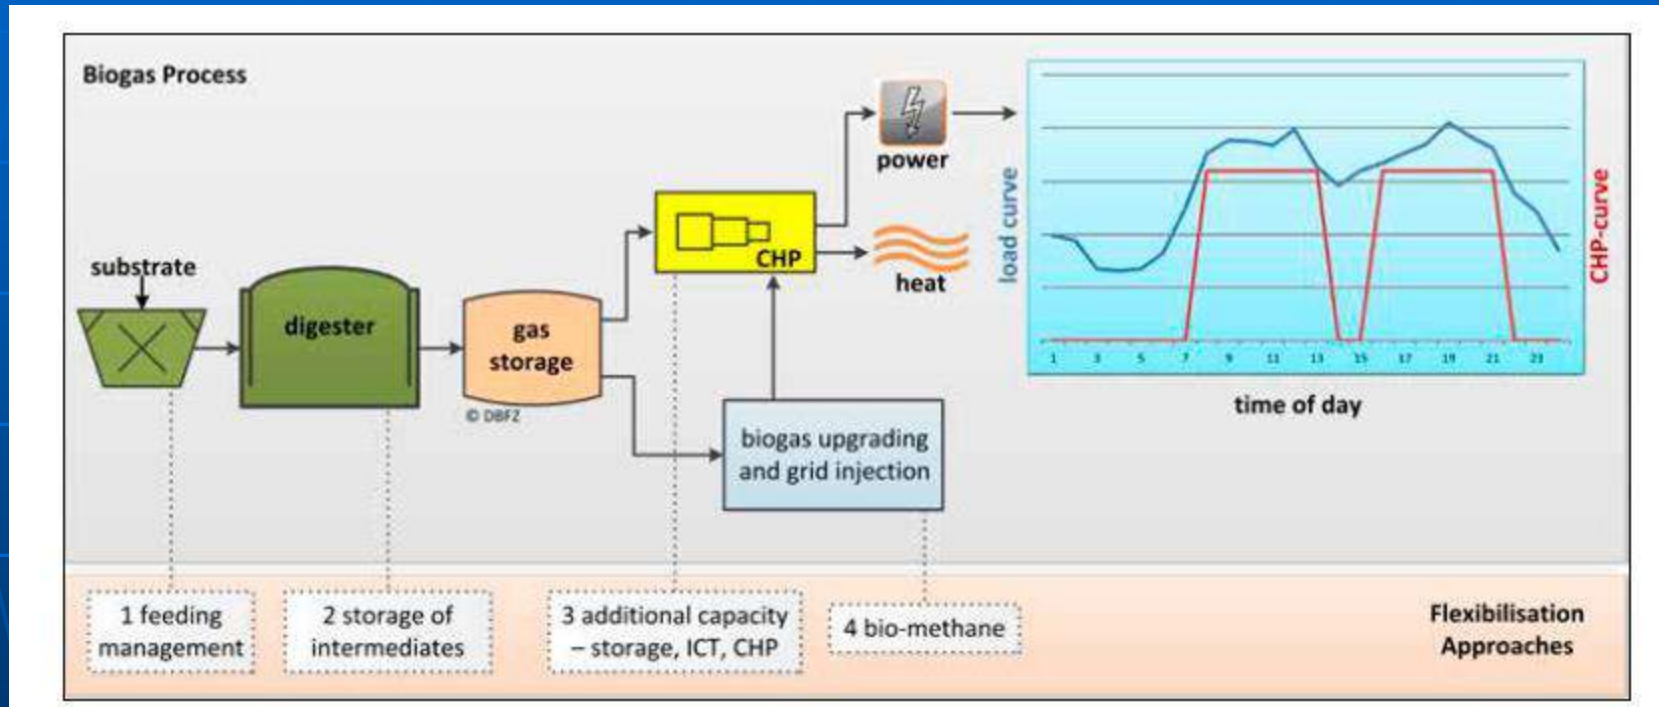 Biogas Process
power
substrate
digester
gas
storage
© DBFZ
CHP
heat
biogas upgrading
and grid injection
load curve
CHP-curve
1 3 5 7 9 11 13 15 17 19 21 23
time of day
1 feeding
management
2 storage of
intermediates
3 additional capacity
– storage, ICT, CHP
4 bio-methane
Flexibilisation
Approaches